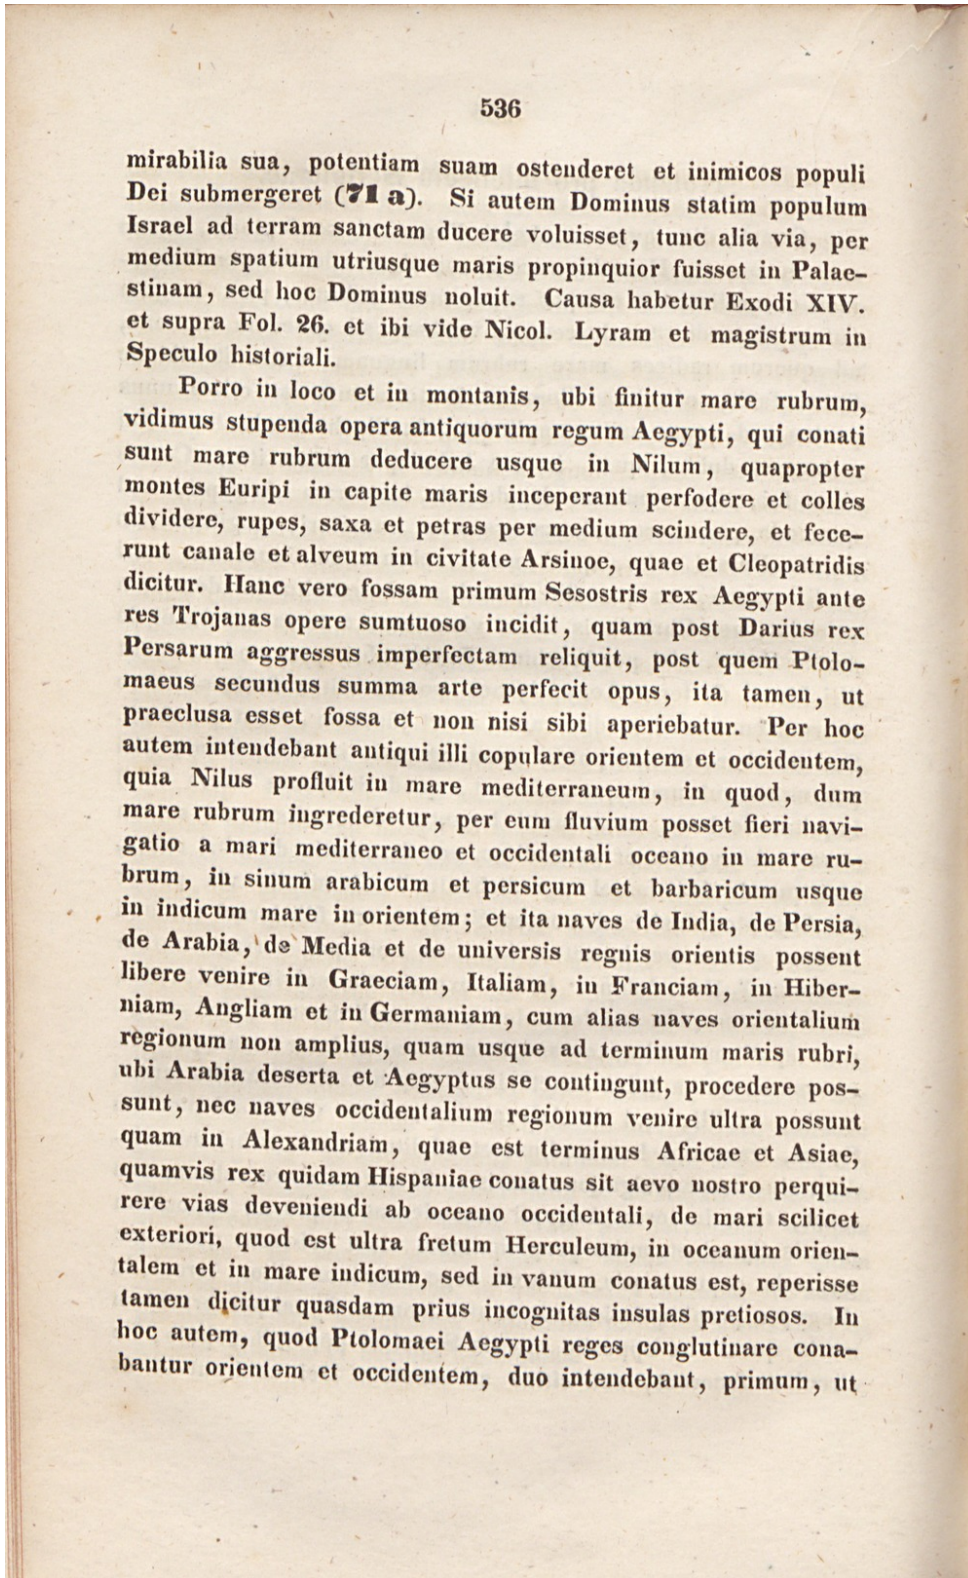 536
mirabilia sua, potentiam suam ostenderet et inimicos populi
Dei submergeret (71 a). Si autem Dominus statim populum
Israel ad terram sanctam ducere voluisset, tunc alia via, per
medium spatium utriusque maris propinquior fuisset in Palae-
stinam, sed hoc Dominus noluit. Causa habetur Exodi XIV.
et supra Fol. 26. et ibi vide Nicol. Lyram et magistrum in
Speculo historiali.
Porro in loco et in montanis, ubi finitur mare rubrum,
vidimus stupenda opera antiquorum regum Aegypti, qui conati
sunt mare rubrum deducere usque in Nilum, quapropter
montes Euripi in capite maris inceperant perfodere et colles
dividere, rupes, saxa et petras per medium scindere, et fece-
runt canale et alveum in civitate Arsinoe, quae et Cleopatridis
dicitur. Hanc vero fossam primum Sesostris rex Aegypti ante
res Trojanas opere sumtuoso incidit, quam post Darius rex
Persarum aggressus imperfectam reliquit, post quem Ptolo-
maeus secundus summa arte perfecit opus, ita tamen, ut
praeclusa esset fossa et non nisi sibi aperiebatur. Per hoc
autem intendebant antiqui illi copulare orientem et occidentem,
quia Nilus profluit in mare mediterraneum, in quod, dum
mare rubrum ingrederetur, per eum fluvium posset fieri navi-
gatio a mari mediterraneo et occidentali oceano in mare ru-
brum, in sinum arabicum et persicum et barbaricum usque
in indicum mare in orientem; et ita naves de India, de Persia,
de Arabia, de Media et de universis regnis orientis possent
libere venire in Graeciam, Italiam, in Franciam, in Hiber-
niam, Angliam et in Germaniam, cum alias naves orientalium
regionum non amplius, quam usque ad terminum maris rubri,
ubi Arabia deserta et Aegyptus se contingunt, procedere pos-
sunt, nec naves occidentalium regionum venire ultra possunt
quam in Alexandriam, quae est terminus Africae et Asiae,
quamvis rex quidam Hispaniae conatus sit aevo nostro perqui-
rere vias deveniendi ab oceano occidentali, de mari scilicet
exteriori, quod est ultra fretum Herculeum, in oceanum orien-
talem et in mare indicum, sed in vanum conatus est, reperisse
tamen dicitur quasdam prius incognitas insulas pretiosos. In
hoc autem, quod Ptolomaei Aegypti reges conglutinare cona-
bantur orientem et occidentem, duo intendebant, primum, ut